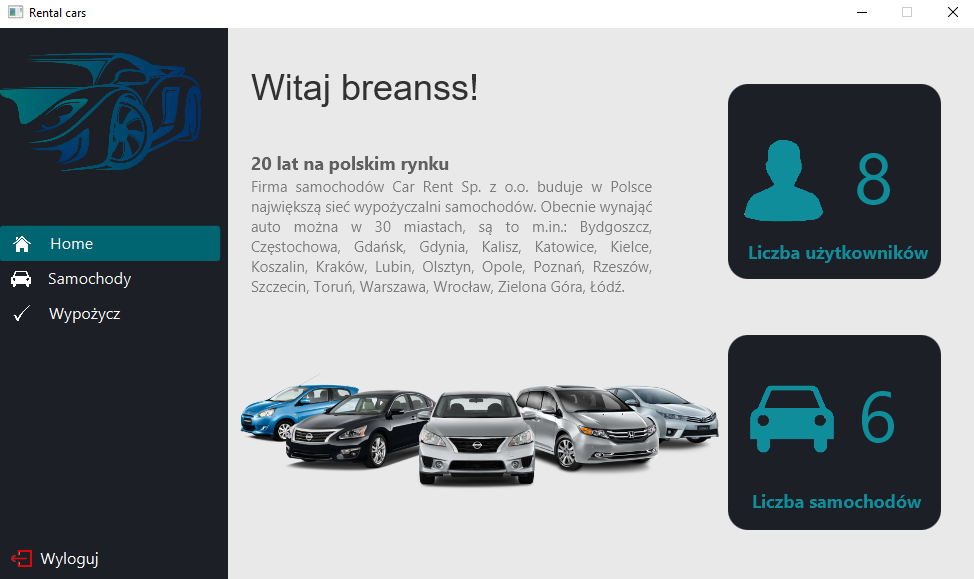 Rental cars
Home
Samochody
Wypożycz
Wyloguj
Witaj breanss!
20 lat na polskim rynku
Firma samochodów Car Rent Sp. z o.o. buduje w Polsce
największą sieć wypożyczalni samochodów. Obecnie wynająć
auto można w 30 miastach, są to m.in.: Bydgoszcz,
Częstochowa, Gdańsk, Gdynia, Kalisz, Katowice, Kielce,
Koszalin, Kraków, Lubin, Olsztyn, Opole, Poznań, Rzeszów,
Szczecin, Toruń, Warszawa, Wrocław, Zielona Góra, Łódź.
8
Liczba użytkowników
6
Liczba samochodów